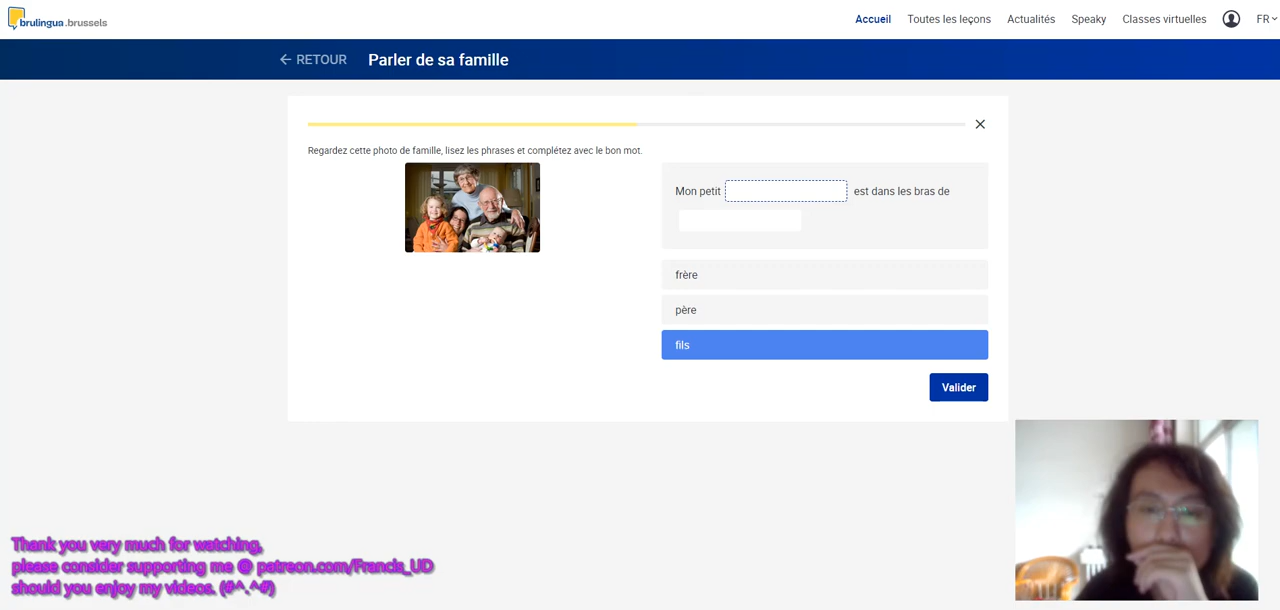 brulingua.brussels
Accueil Toutes les leçons Actualités Speaky Classes virtuelles FR
← RETOUR Parler de sa famille
Regardez cette photo de famille, lisez les phrases et complétez avec le bon mot.
Mon petit est dans les bras de
frère
père
fils
Valider
Thank you very much for watching,
please consider supporting me @ patreon.com/Francis_UD
should you enjoy my videos. (#^.^#)